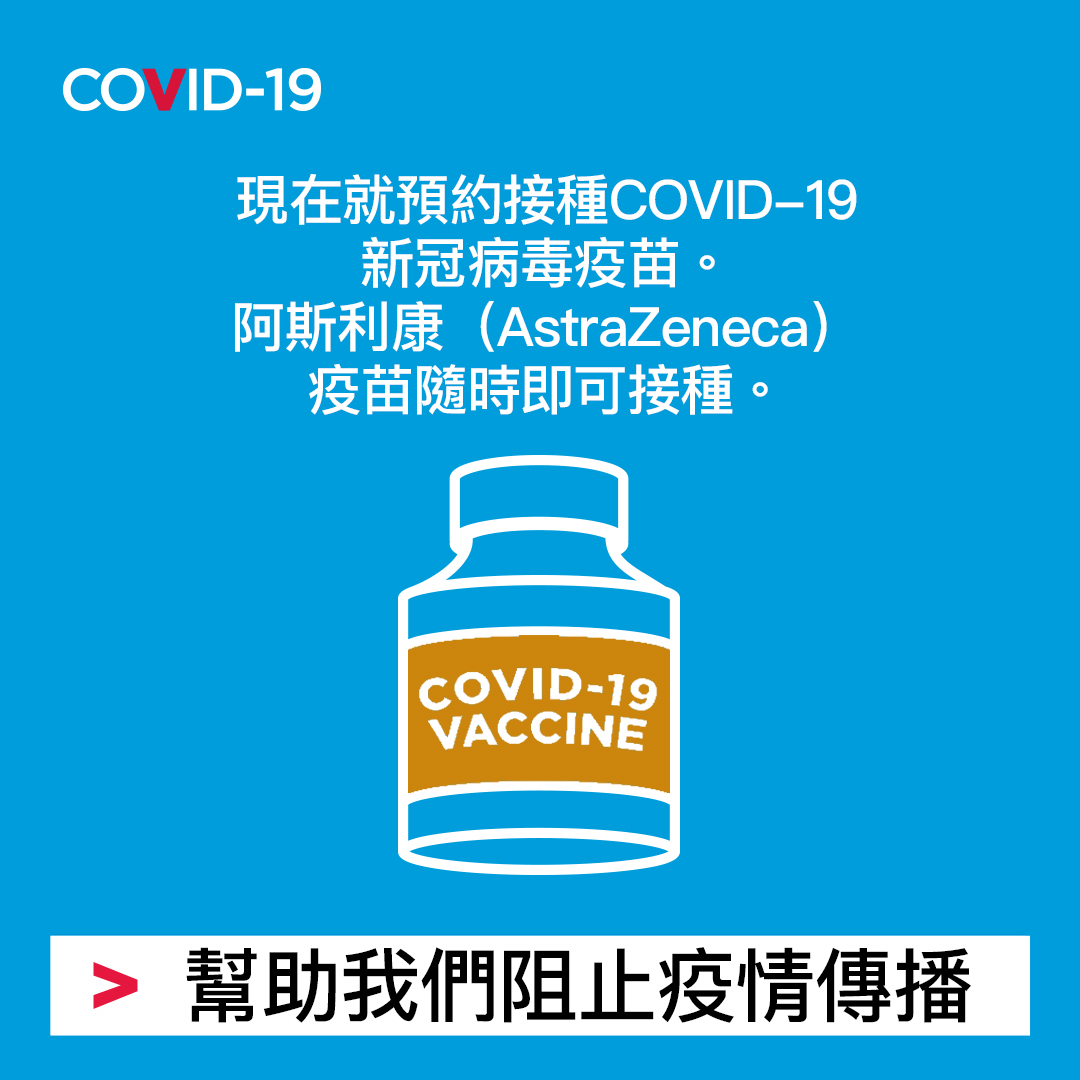 COVID-19
現在就預約接種COVID–19
新冠病毒疫苗。
阿斯利康（AstraZeneca）
疫苗隨時即可接種。
COVID-19
VACCINE
> 幫助我們阻止疫情傳播